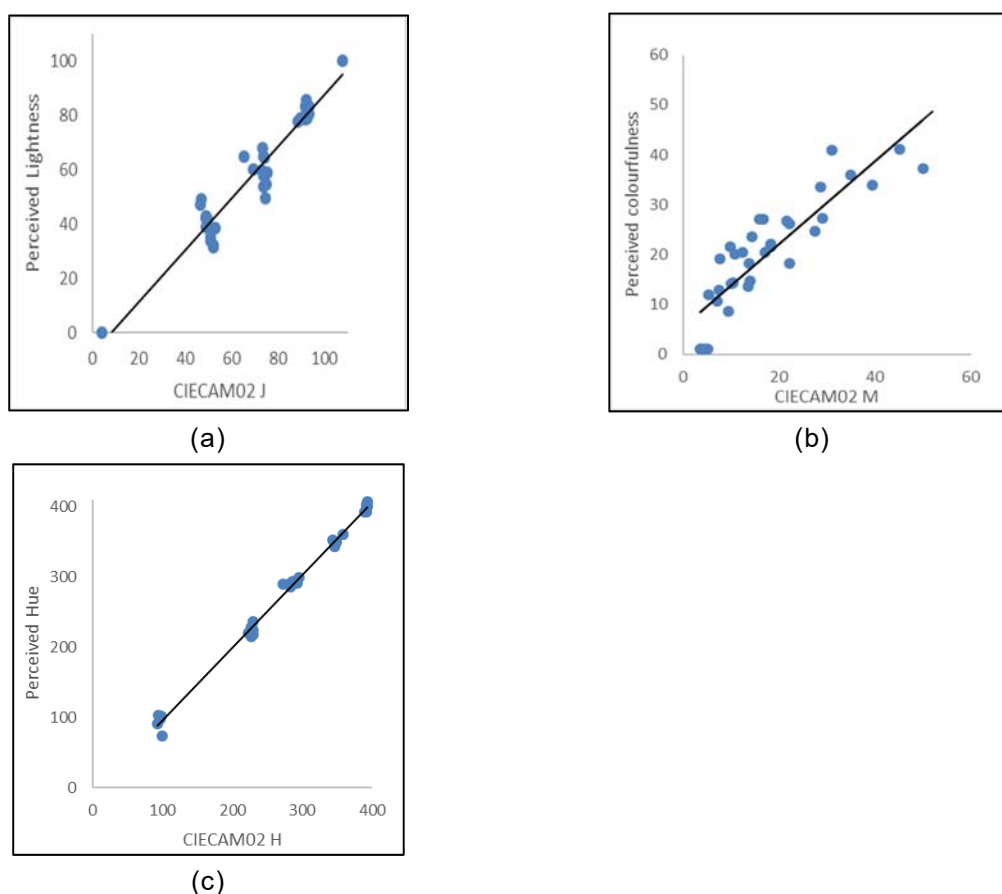 100
80
60
40
20
0
Perceived Lightness
0 20 40 60 80 100
CIECAM02 J
(a)
60
50
40
30
20
10
0
Perceived colourfulness
0 20 40 60
CIECAM02 M
(b)
400
300
200
100
0
Perceived Hue
0 100 200 300 400
CIECAM02 H
(c)